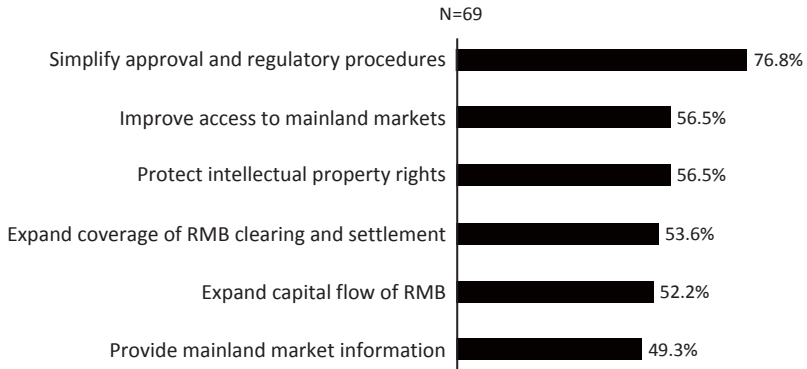 N=69
Simplify approval and regulatory procedures 76.8%
Improve access to mainland markets 56.5%
Protect intellectual property rights 56.5%
Expand coverage of RMB clearing and settlement 53.6%
Expand capital flow of RMB 52.2%
Provide mainland market information 49.3%